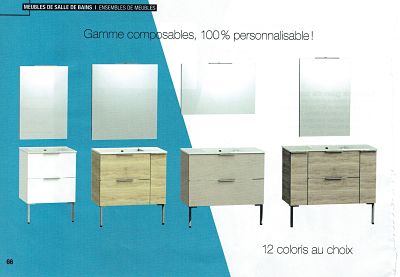 MEUBLES DE SALLE DE BAINS I ENSEMBLES DE MEUBLES
Gamme composables, 100% personnalisable!
12 coloris au choix
66